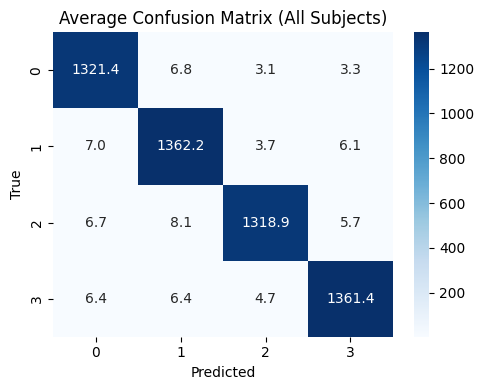 Average Confusion Matrix (All Subjects)
0 1321.4 6.8 3.1 3.3
1 7.0 1362.2 3.7 6.1
2 6.7 8.1 1318.9 5.7
3 6.4 6.4 4.7 1361.4
0 1 2 3
True
Predicted
1200
1000
800
600
400
200